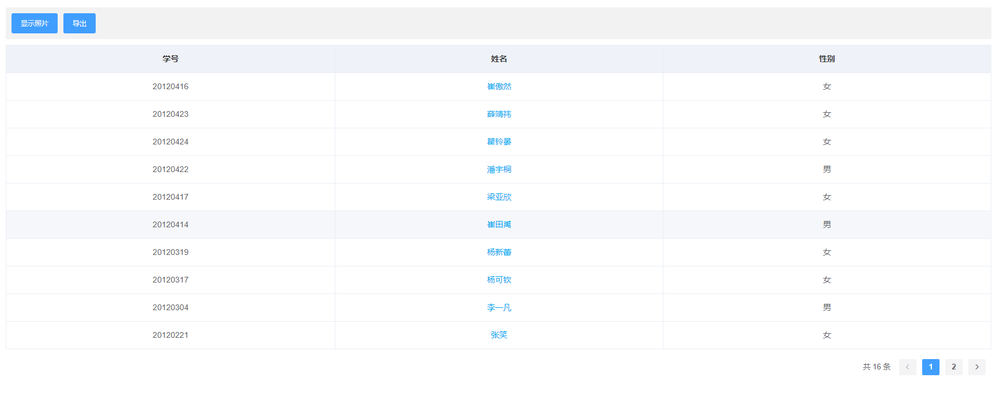 显示照片 导出
学号 姓名 性别
20120416 崔傲然 女
20120423 薛靖祎 女
20120424 瞿铃晏 女
20120422 潘宇桐 男
20120417 梁亚欣 女
20120414 崔田禹 男
20120319 杨新蕾 女
20120317 杨可钦 女
20120304 李一凡 男
20120221 张笑 女
共 16 条 1 2